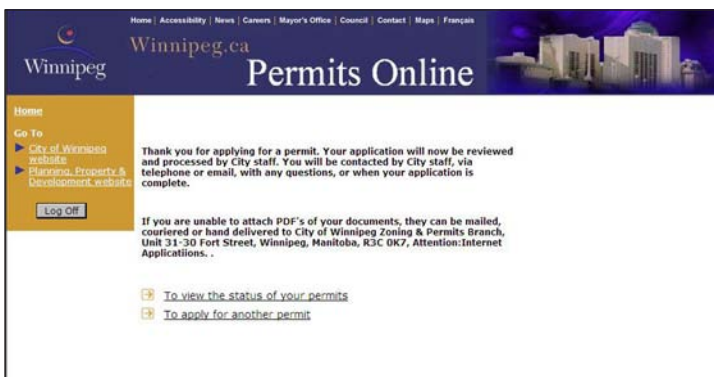 Home | Accessibility | News | Careers | Mayor's Office | Council | Contact | Maps | Français
Winnipeg
Winnipeg.ca
Permits Online
Home
Go To
City of Winnipeg
website
Planning, Property &
Development website
Log Off
Thank you for applying for a permit. Your application will now be reviewed
and processed by City staff. You will be contacted by City staff, via
telephone or email, with any questions, or when your application is
complete.
If you are unable to attach PDF's of your documents, they can be mailed,
couriered or hand delivered to City of Winnipeg Zoning & Permits Branch,
Unit 31-30 Fort Street, Winnipeg, Manitoba, R3C 0K7, Attention:Internet
Applicatiions. .
To view the status of your permits
To apply for another permit